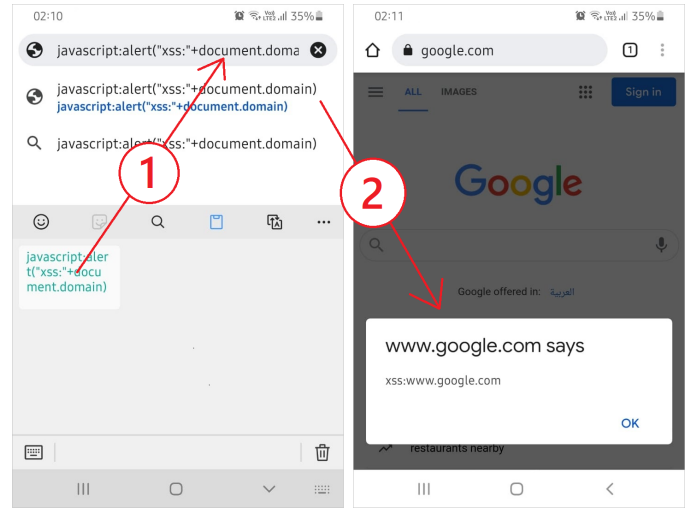 02:10
35%
javascript:alert("xss:"+document.doma
javascript:alert("xss:"+document.domain)
javascript:alert("xss:"+document.domain)
javascript:alert("xss:"+document.domain)
1
javascript:aler
t("xss:"+docu
ment.domain)
02:11
35%
google.com
1
ALL IMAGES
Sign in
Google
2
Google offered in: العربية
www.google.com says
xss:www.google.com
OK
restaurants nearby